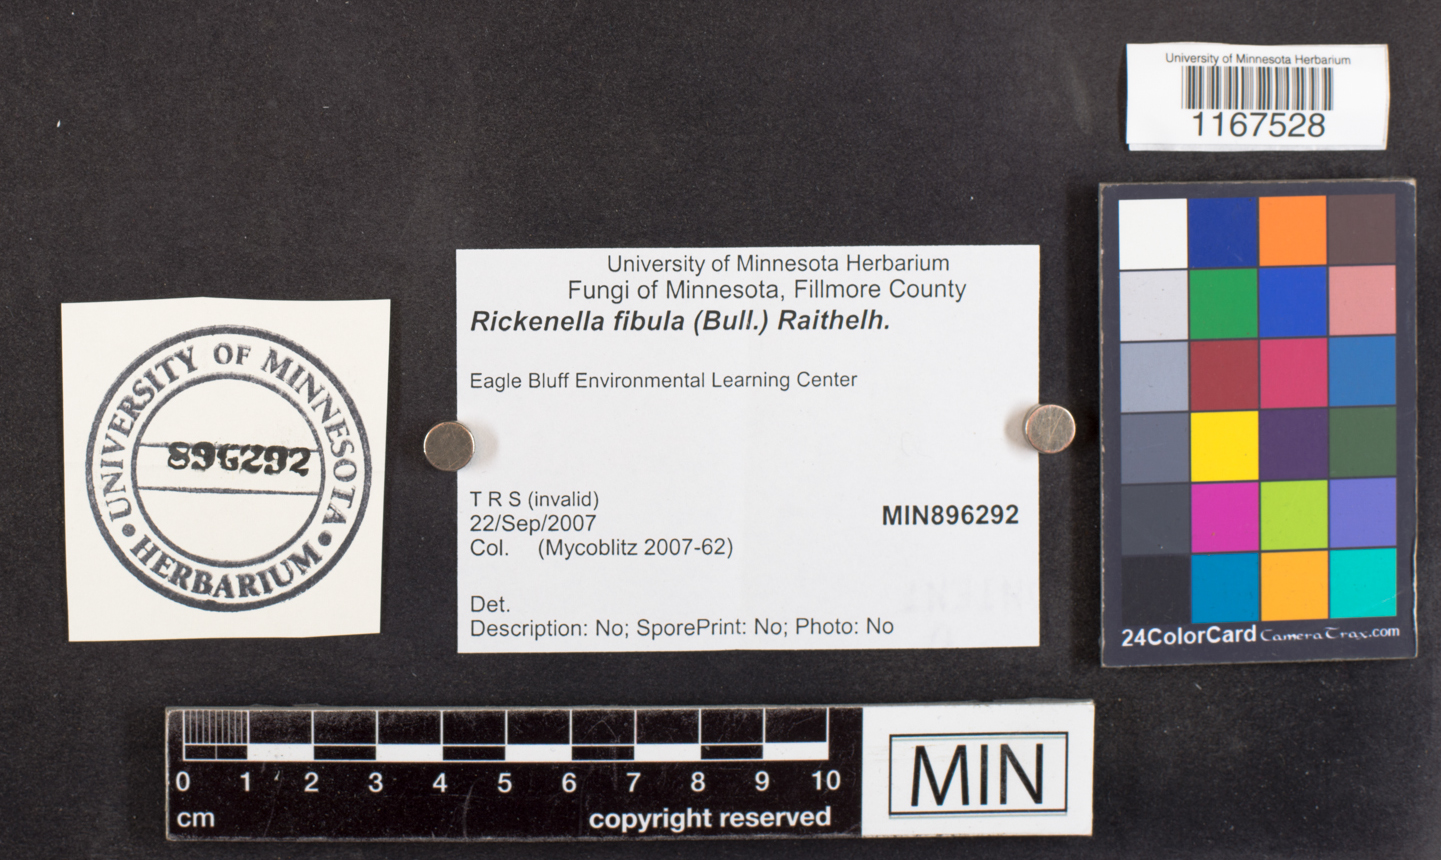 University of Minnesota Herbarium
1167528
University of Minnesota Herbarium
Fungi of Minnesota, Fillmore County
Rickenella fibula (Bull.) Raithelh.
Eagle Bluff Environmental Learning Center
T R S (invalid)
22/Sep/2007
MIN896292
Col. (Mycoblitz 2007-62)
Det.
Description: No; SporePrint: No; Photo: No
UNIVERSITY OF MINNESOTA
896292
• HERBARIUM •
24ColorCard CameraTrax.com
0 1 2 3 4 5 6 7 8 9 10
cm
copyright reserved
MIN